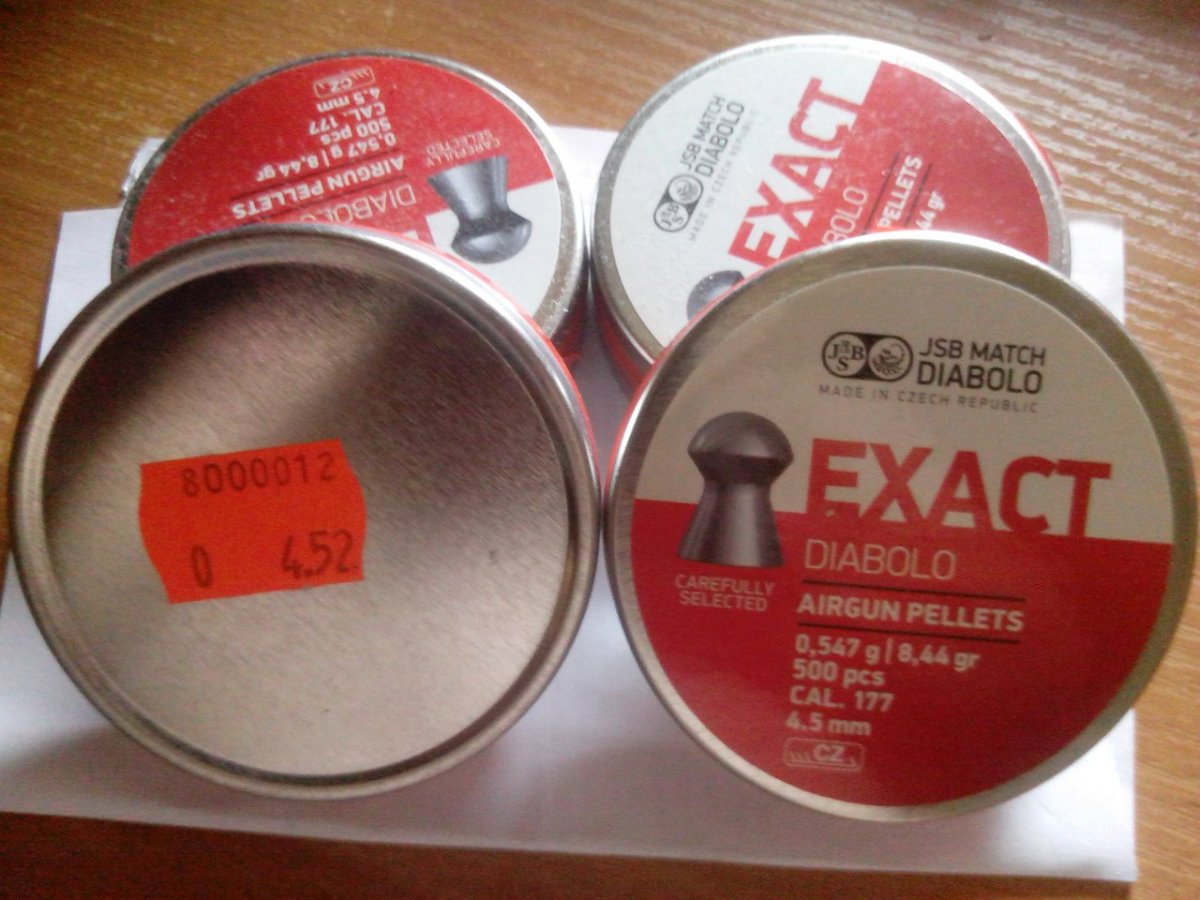 CZ
4.5 mm
CAL. 177
500 pcs
0,547 g | 8,44 gr
AIRGUN PELLETS
CAREFULLY
SELECTED
JSB
JSB MATCH
DIABOLO
MADE IN CZECH REPUBLIC
EXACT
PELLETS
8000012
0 4.52
JSB
JSB MATCH
DIABOLO
MADE IN CZECH REPUBLIC
EXACT
DIABOLO
CAREFULLY
SELECTED
AIRGUN PELLETS
0,547 g | 8,44 gr
500 pcs
CAL. 177
4.5 mm
CZ